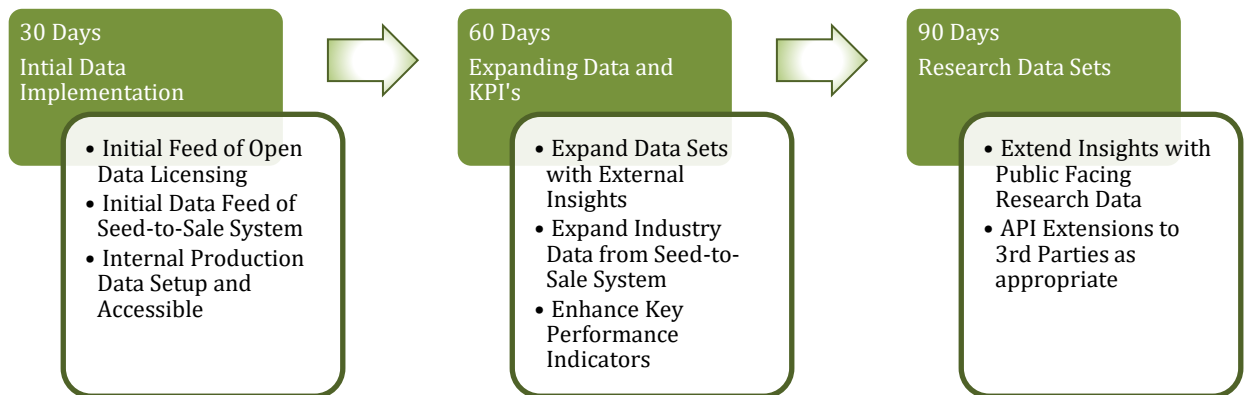 30 Days
Intial Data
Implementation
• Initial Feed of Open
Data Licensing
• Initial Data Feed of
Seed-to-Sale System
• Internal Production
Data Setup and
Accessible
60 Days
Expanding Data and
KPI's
• Expand Data Sets
with External
Insights
• Expand Industry
Data from Seed-to-
Sale System
• Enhance Key
Performance
Indicators
90 Days
Research Data Sets
• Extend Insights with
Public Facing
Research Data
• API Extensions to
3rd Parties as
appropriate